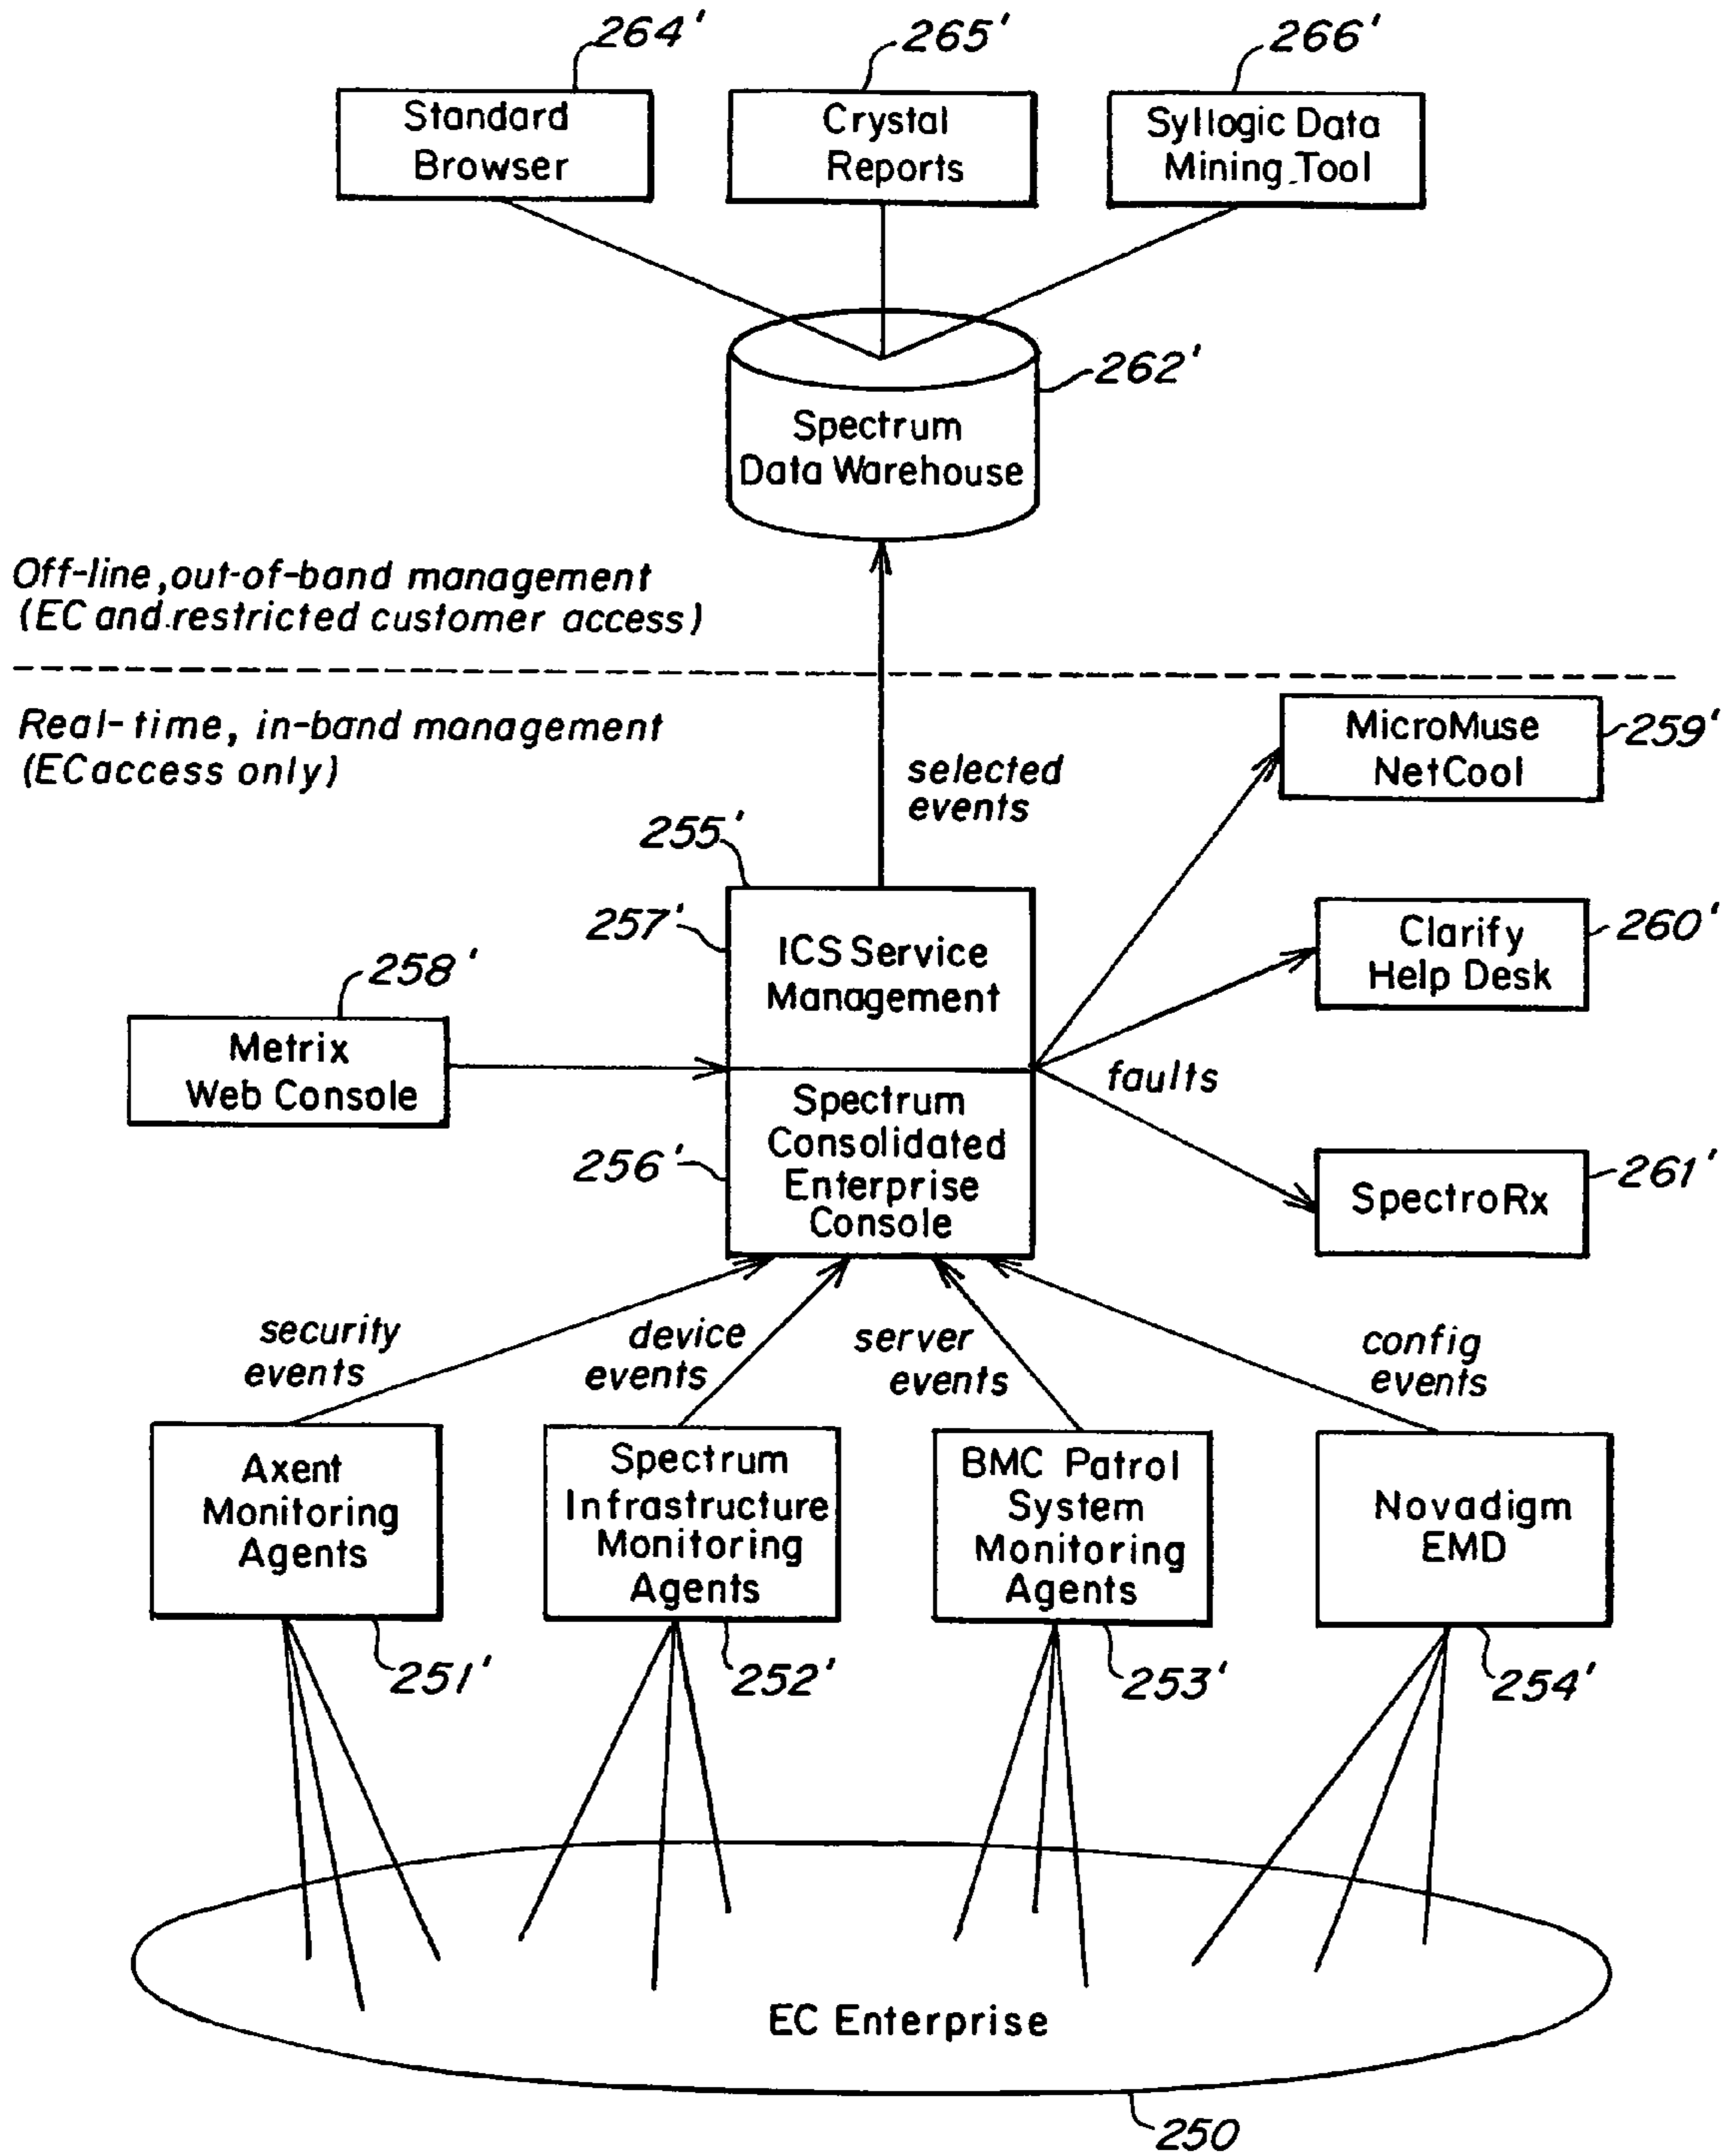 264'
265'
266'
Standard
Browser
Crystal
Reports
Syllogic Data
Mining Tool
262'
Spectrum
Data Warehouse
Off-line, out-of-band management
(EC and restricted customer access)
Real-time, in-band management
(EC access only)
selected
events
MicroMuse
NetCool
259'
255'
257'
ICS Service
Management
Clarify
Help Desk
260'
258'
Metrix
Web Console
faults
Spectrum
Consolidated
Enterprise
Console
256'
SpectroRx
261'
security
events
device
events
server
events
config
events
Axent
Monitoring
Agents
Spectrum
Infrastructure
Monitoring
Agents
BMC Patrol
System
Monitoring
Agents
Novadigm
EMD
251'
252'
253'
254'
EC Enterprise
250